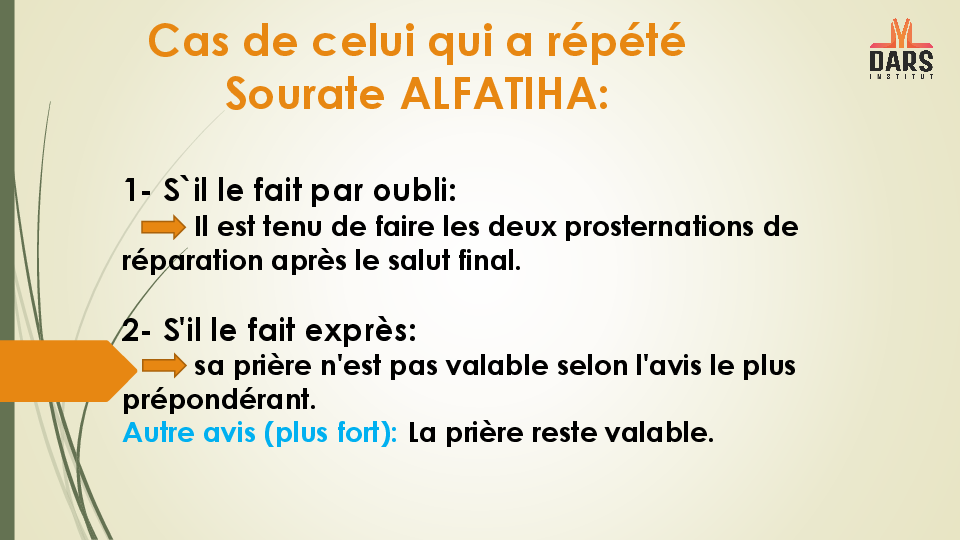 Cas de celui qui a répété
Sourate ALFATIHA:
M
DARS
INSTITUT
1- S`il le fait par oubli:
Il est tenu de faire les deux prosternations de
réparation après le salut final.
2- S'il le fait exprès:
sa prière n'est pas valable selon l'avis le plus
prépondérant.
Autre avis (plus fort): La prière reste valable.